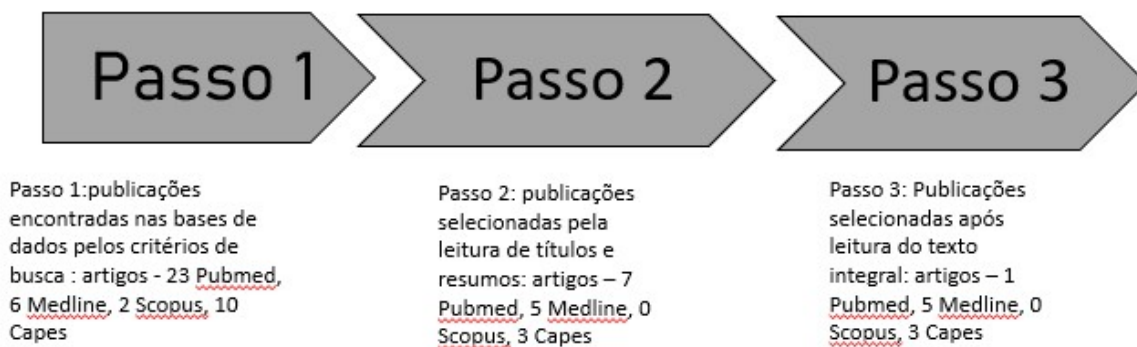 Passo 1
Passo 2
Passo 3
Passo 1:publicações
encontradas nas bases de
dados pelos critérios de
busca : artigos - 23 Pubmed,
6 Medline, 2 Scopus, 10
Capes
Passo 2: publicações
selecionadas pela
leitura de títulos e
resumos: artigos – 7
Pubmed, 5 Medline, 0
Scopus, 3 Capes
Passo 3: Publicações
selecionadas após
leitura do texto
integral: artigos – 1
Pubmed, 5 Medline, 0
Scopus, 3 Capes